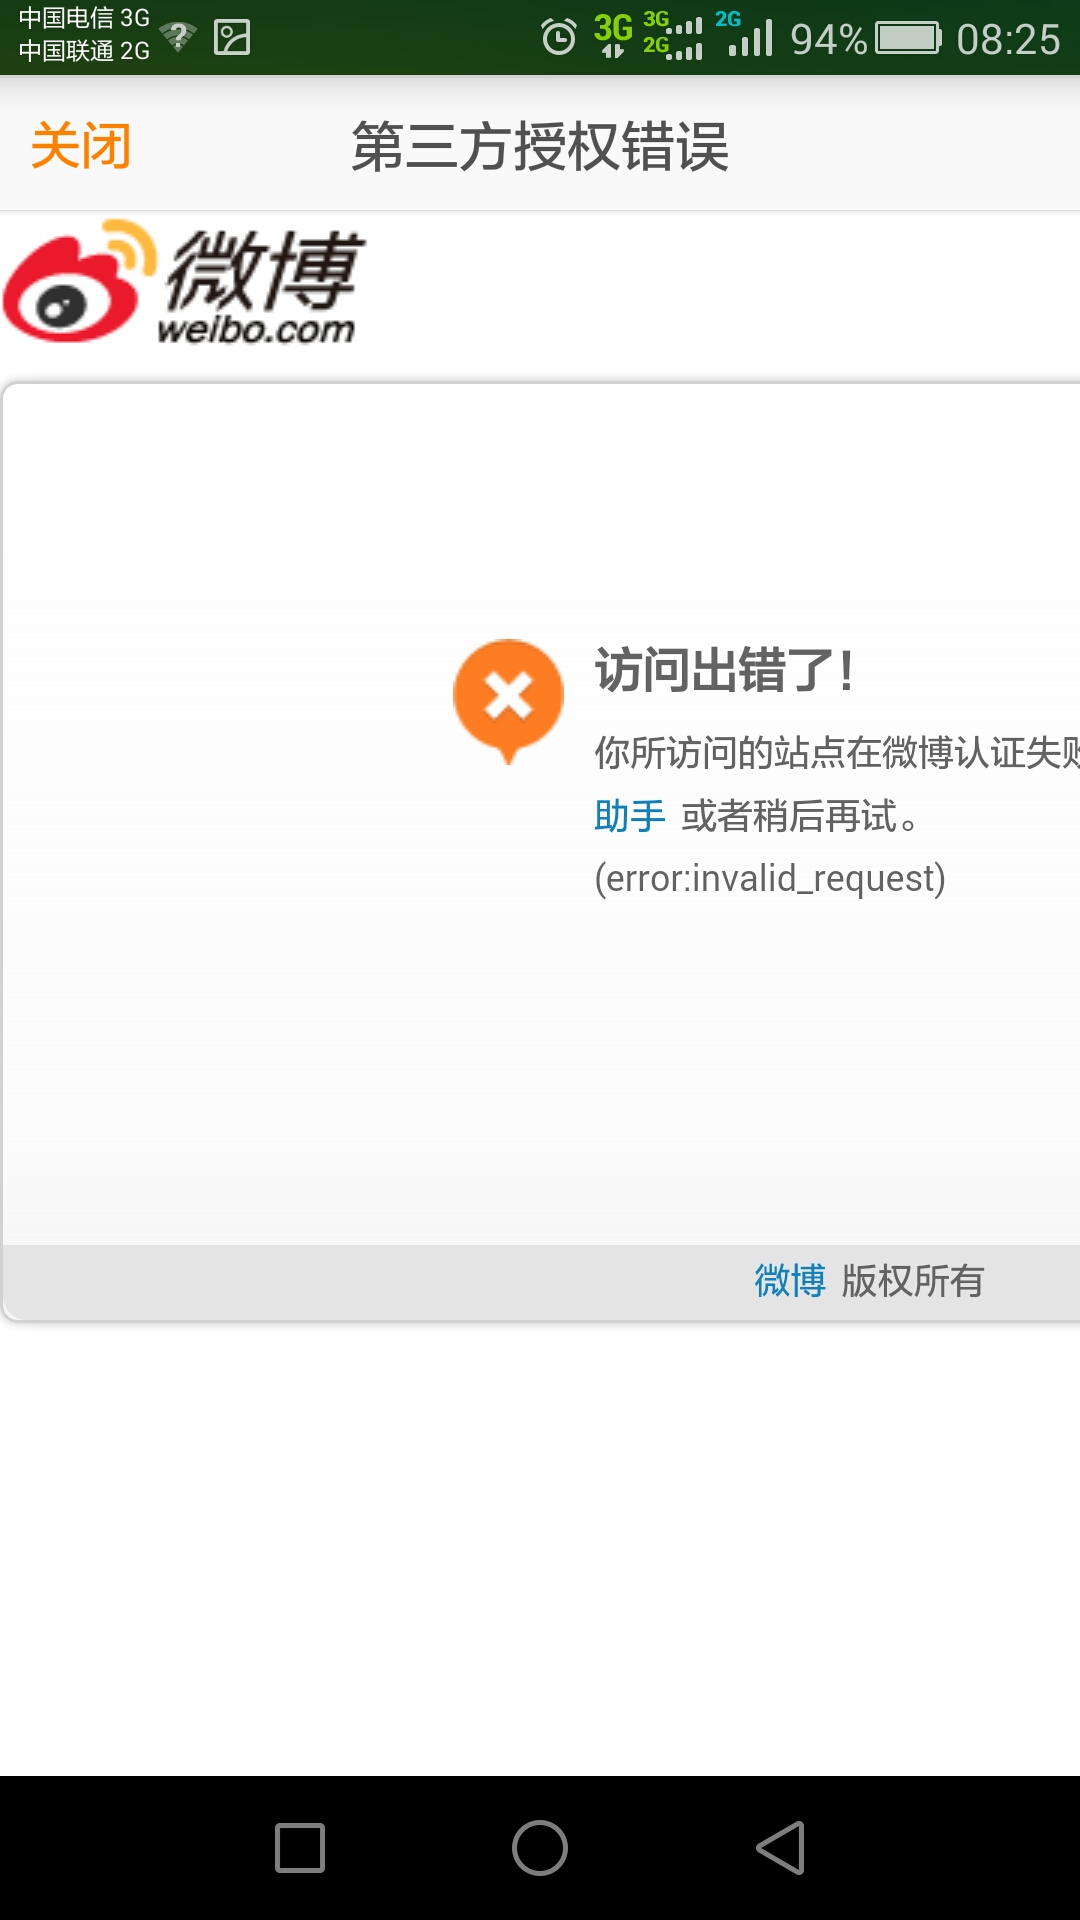 中国电信 3G
中国联通 2G
3G 3G 2G 2G 94% 08:25
关闭 第三方授权错误
微博
weibo.com
访问出错了!
你所访问的站点在微博认证失
助手 或者稍后再试。
(error:invalid_request)
微博 版权所有